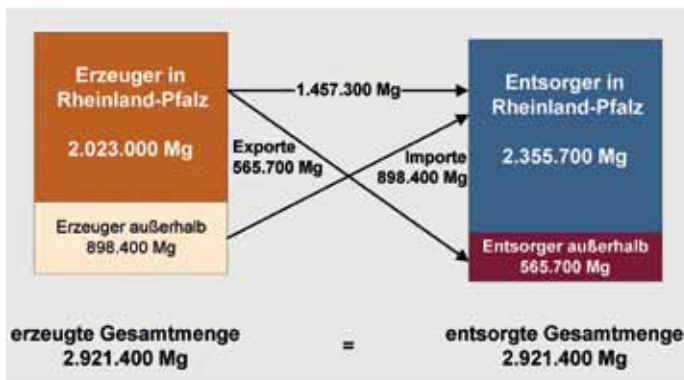 Erzeuger in
Rheinland-Pfalz
2.023.000 Mg
Erzeuger außerhalb
898.400 Mg
1.457.300 Mg
Exporte
565.700 Mg
Importe
898.400 Mg
Entsorger in
Rheinland-Pfalz
2.355.700 Mg
Entsorger außerhalb
565.700 Mg
erzeugte Gesamtmenge
2.921.400 Mg
=
entsorgte Gesamtmenge
2.921.400 Mg